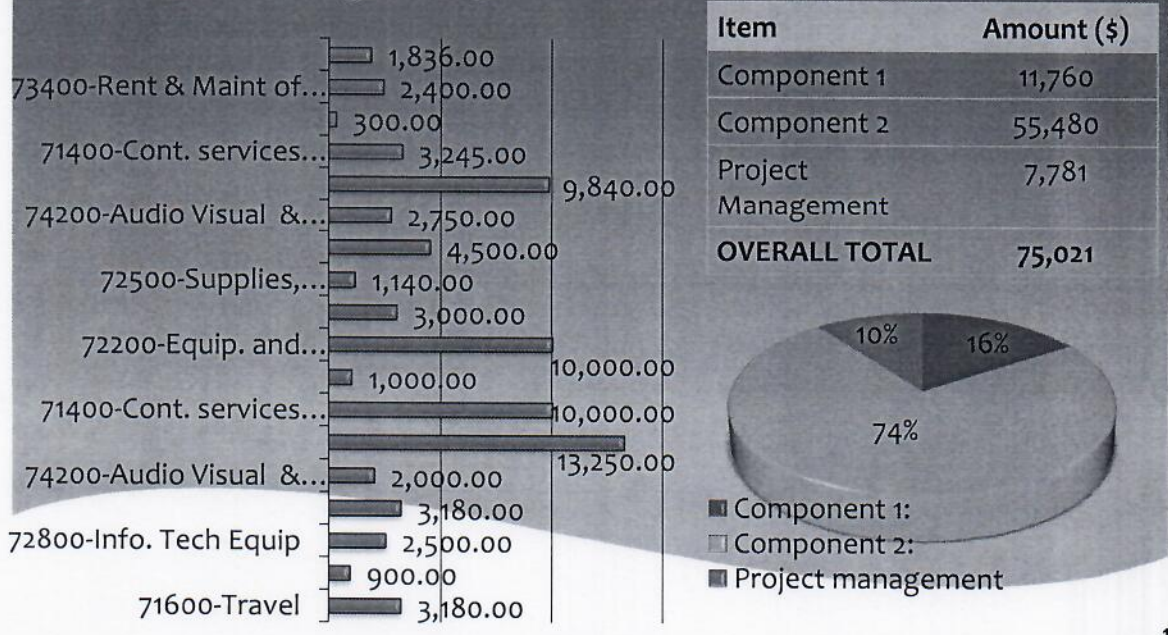 1,836.00
73400-Rent & Maint of... 2,400.00
300.00
71400-Cont. services... 3,245.00
9,840.00
74200-Audio Visual &... 2,750.00
4,500.00
72500-Supplies,... 1,140.00
3,000.00
72200-Equip. and...
10,000.00
1,000.00
71400-Cont. services... 10,000.00
13,250.00
74200-Audio Visual &... 2,000.00
3,180.00
72800-Info. Tech Equip 2,500.00
900.00
71600-Travel 3,180.00
Item Amount ($)
Component 1 11,760
Component 2 55,480
Project 7,781
Management
OVERALL TOTAL 75,021
10% 16%
74%
Component 1:
Component 2:
Project management